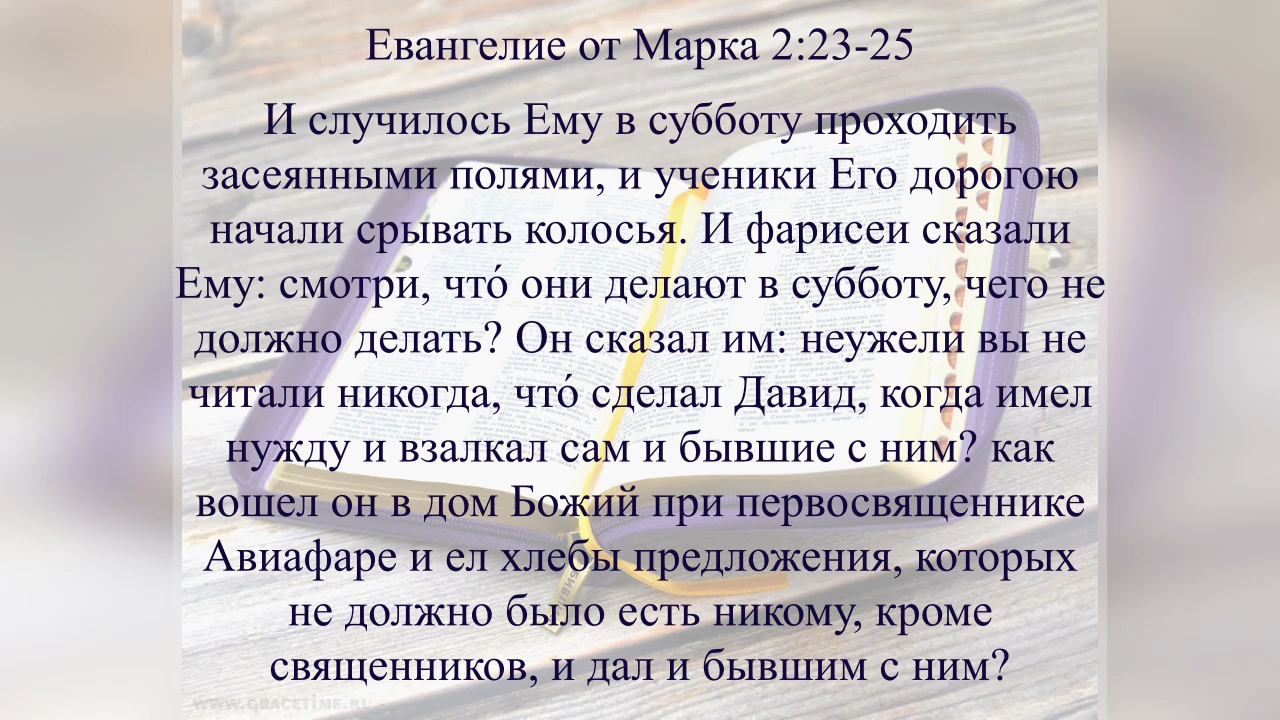 Евангелие от Марка 2:23-25
И случилось Ему в субботу проходить
засеянными полями, и ученики Его дорогою
начали срывать колосья. И фарисеи сказали
Ему: смотри, что́ они делают в субботу, чего не
должно делать? Он сказал им: неужели вы не
читали никогда, что́ сделал Давид, когда имел
нужду и взалкал сам и бывшие с ним? как
вошел он в дом Божий при первосвященнике
Авиафаре и ел хлебы предложения, которых
не должно было есть никому, кроме
священников, и дал и бывшим с ним?
WWW.GRACETIME.RU